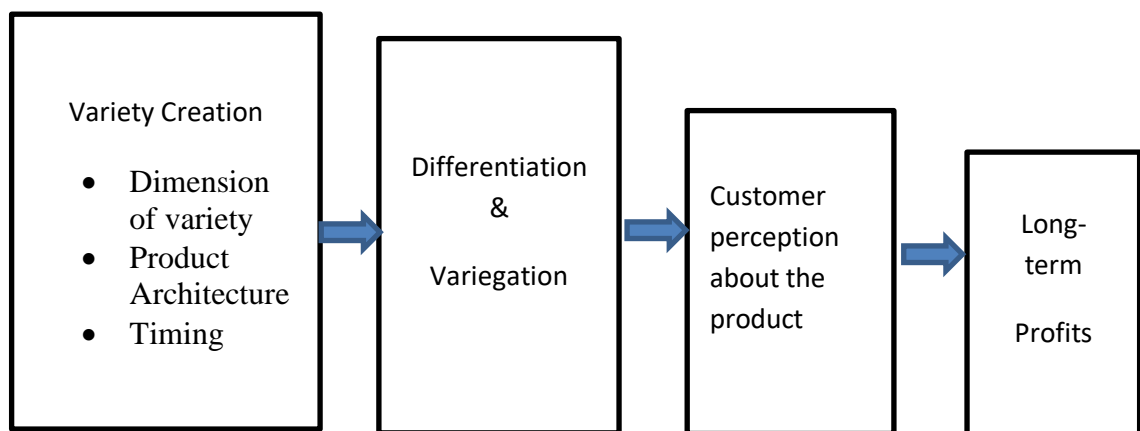 Variety Creation
• Dimension
of variety
• Product
Architecture
• Timing
Differentiation
&
Variegation
Customer
perception
about the
product
Long-
term
Profits